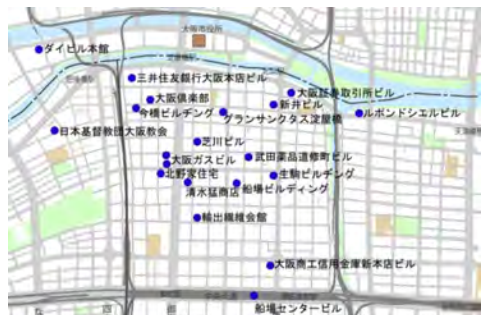 大阪市役所
ダイビル本館
三井住友銀行大阪本店ビル
大阪倶楽部
大阪証券取引所ビル
今橋ビルヂング
新井ビル
グランサンクタス淀屋橋
ルポンドシエルビル
日本基督教団大阪教会
芝川ビル
大阪ガスビル
武田薬品道修町ビル
北野家住宅
生駒ビルヂング
清水猛商店
船場ビルディング
輸出繊維会館
大阪商工信用金庫新本店ビル
船場センタービル